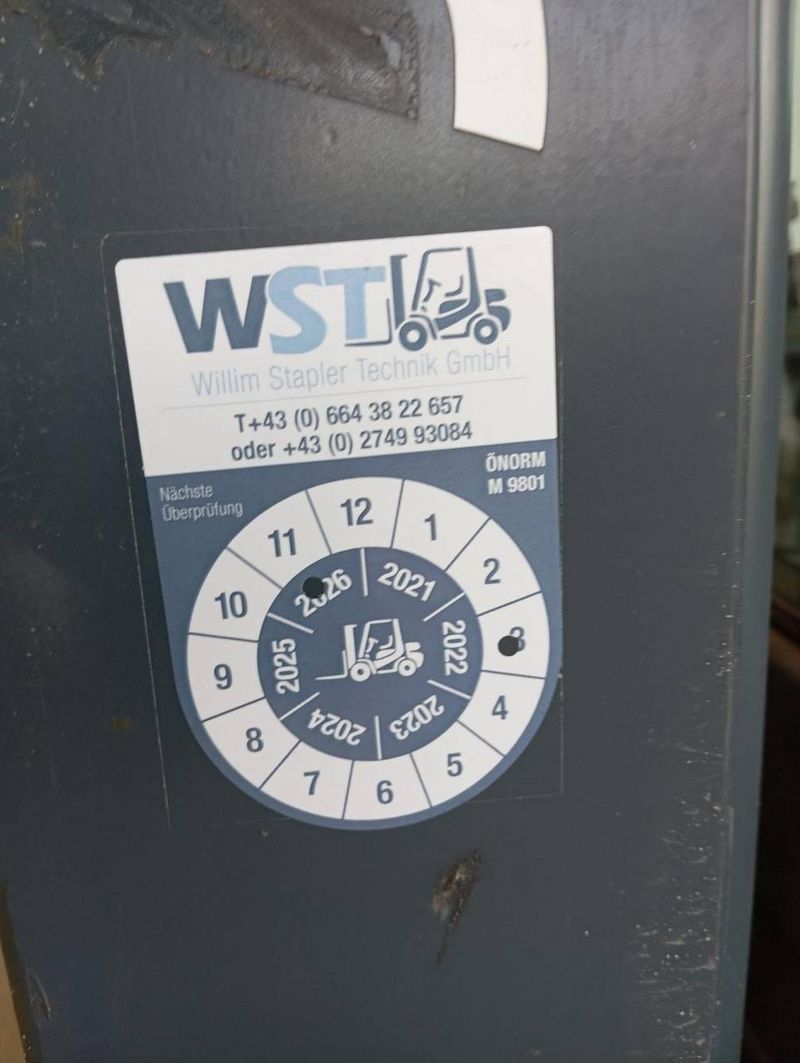 WST
Willim Stapler Technik GmbH
T+43 (0) 664 38 22 657
oder +43 (0) 2749 93084
Nächste
Überprüfung
ÖNORM
M 9801
12
1
2
3
4
5
6
7
8
9
10
11
2021
2022
2023
2024
2025
2026